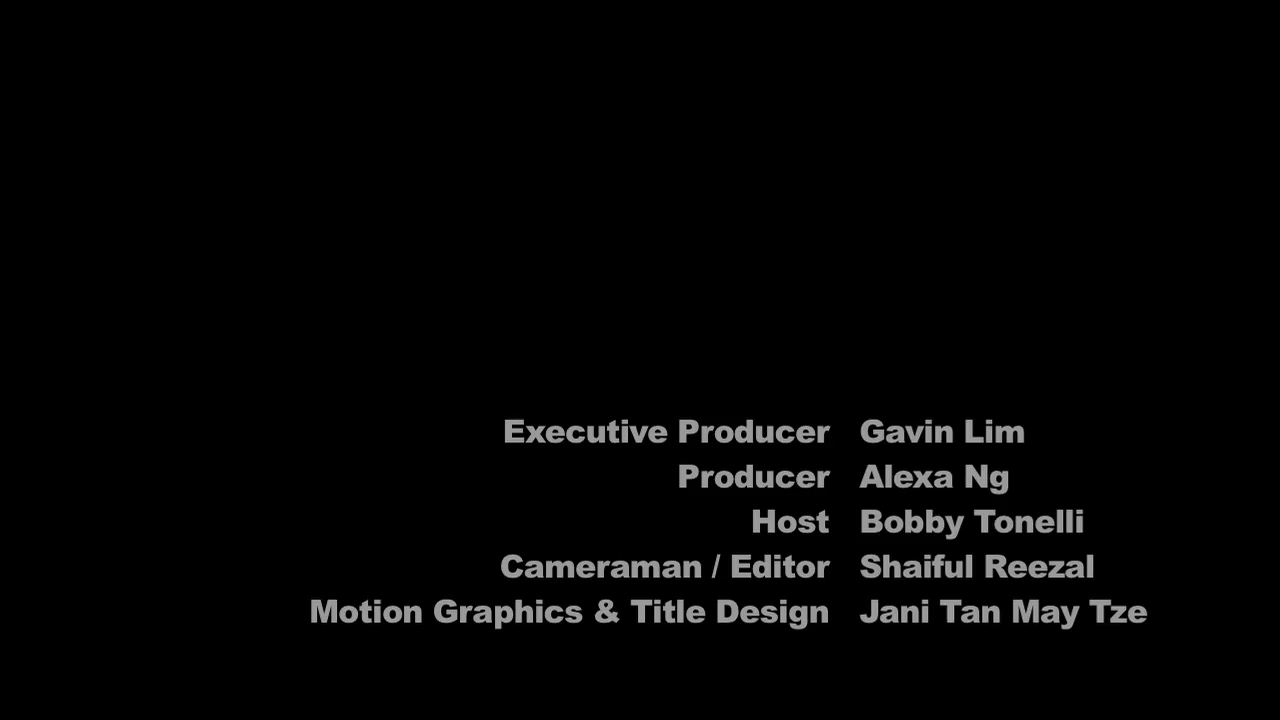 Executive Producer Gavin Lim
Producer Alexa Ng
Host Bobby Tonelli
Cameraman / Editor Shaiful Reezal
Motion Graphics & Title Design Jani Tan May Tze